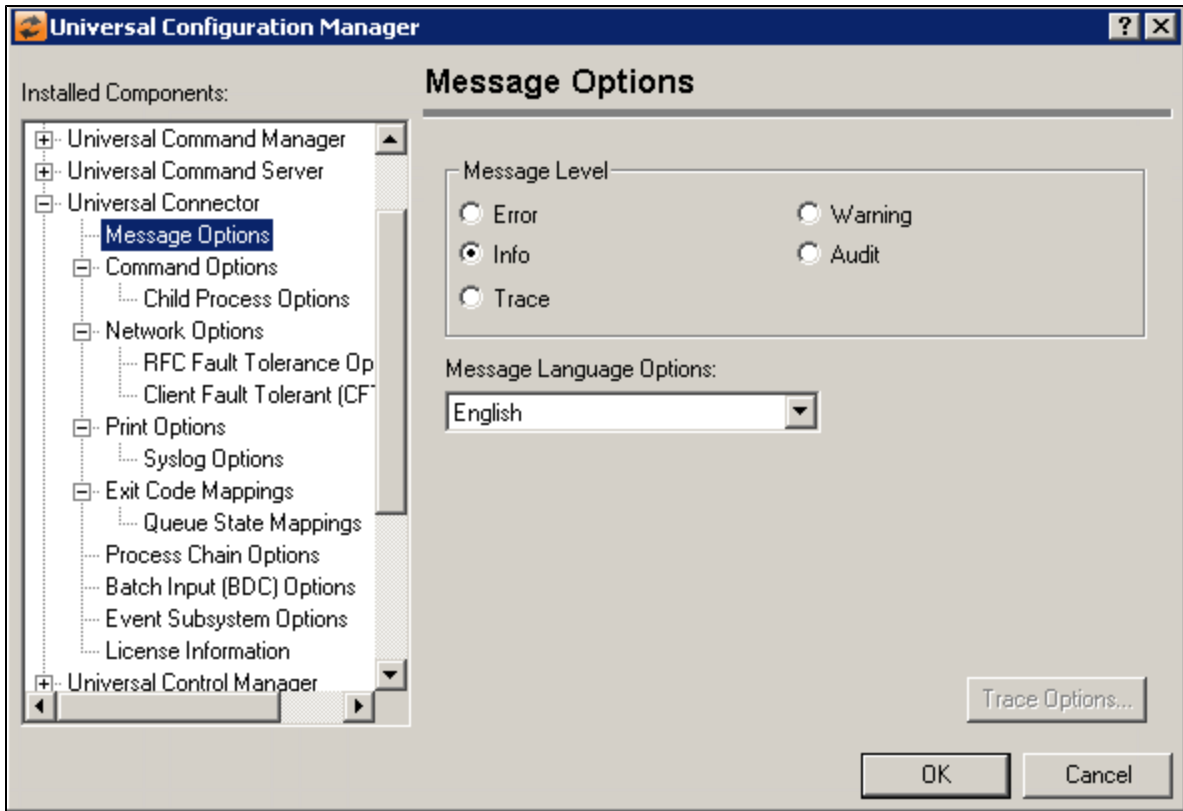 Universal Configuration Manager
Installed Components:
Universal Command Manager
Universal Command Server
Universal Connector
Message Options
Command Options
Child Process Options
Network Options
RFC Fault Tolerance Op
Client Fault Tolerant (CF
Print Options
Syslog Options
Exit Code Mappings
Queue State Mappings
Process Chain Options
Batch Input (BDC) Options
Event Subsystem Options
License Information
Universal Control Manager
Message Options
Message Level
Error
Warning
Info
Audit
Trace
Message Language Options:
English
Trace Options...
OK
Cancel